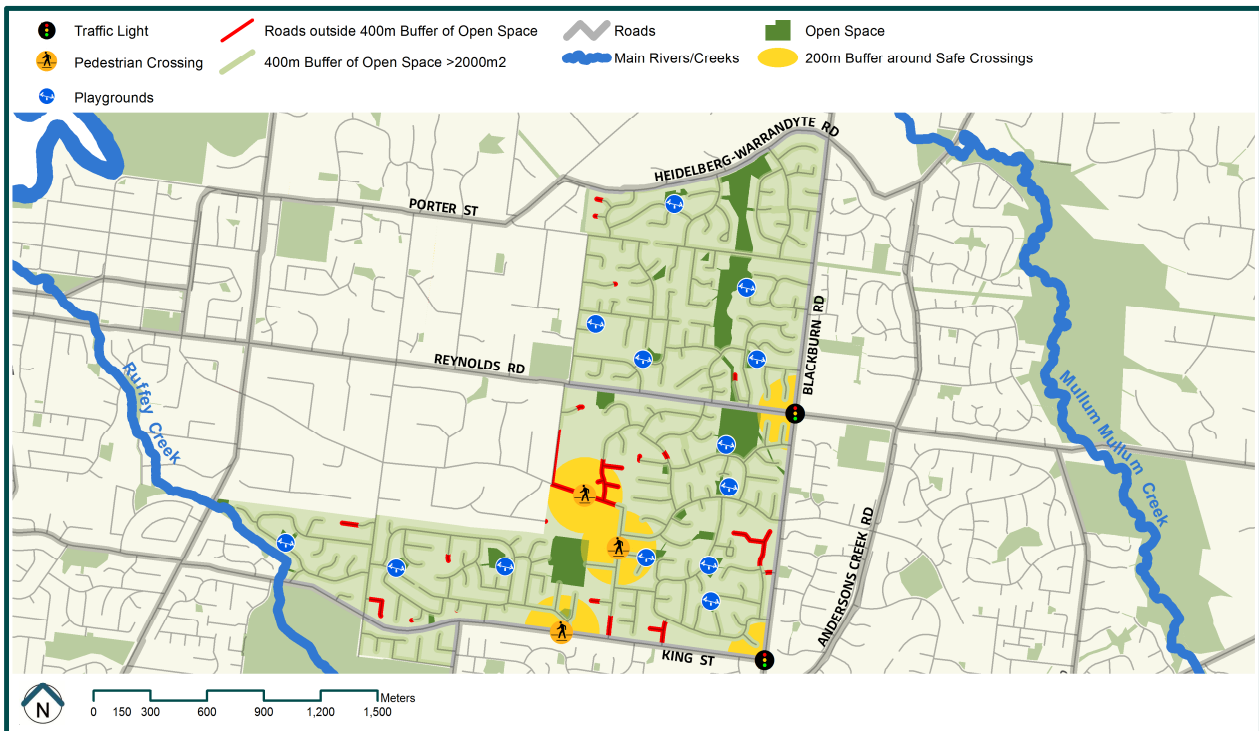 Traffic Light
Roads outside 400m Buffer of Open Space
Roads
Open Space
Pedestrian Crossing
400m Buffer of Open Space >2000m2
Main Rivers/Creeks
200m Buffer around Safe Crossings
Playgrounds
HEIDELBERG-WARRANDYTE RD
PORTER ST
BLACKBURN RD
REYNOLDS RD
Ruffey Creek
Mullum Mullum Creek
ANDERSONS CREEK RD
KING ST
N
Meters
0 150 300 600 900 1,200 1,500